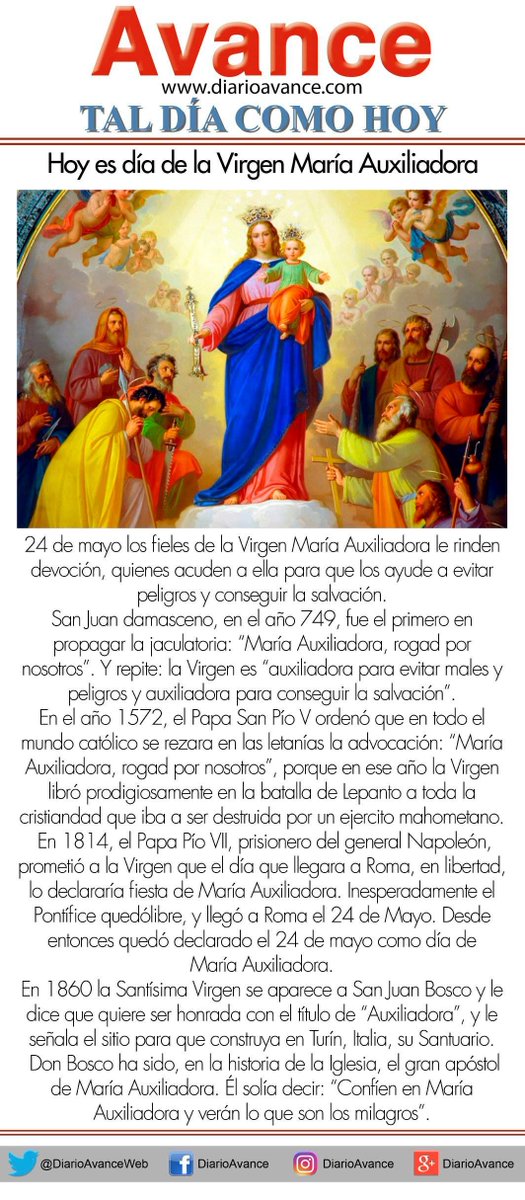 Avance
www.diarioavance.com
TAL DÍA COMO HOY
Hoy es día de la Virgen María Auxiliadora
24 de mayo los fieles de la Virgen María Auxiliadora le rinden
devoción, quienes acuden a ella para que los ayude a evitar
peligros y conseguir la salvación.
San Juan damasceno, en el año 749, fue el primero en
propagar la jaculatoria: “María Auxiliadora, rogad por
nosotros”. Y repite: la Virgen es “auxiliadora para evitar males y
peligros y auxiliadora para conseguir la salvación”.
En el año 1572, el Papa San Pío V ordenó que en todo el
mundo católico se rezara en las letanías la advocación: “María
Auxiliadora, rogad por nosotros”, porque en ese año la Virgen
libró prodigiosamente en la batalla de Lepanto a toda la
cristiandad que iba a ser destruida por un ejercito mahometano.
En 1814, el Papa Pío VII, prisionero del general Napoleón,
prometió a la Virgen que el día que llegara a Roma, en libertad,
lo declararía fiesta de María Auxiliadora. Inesperadamente el
Pontífice quedólibre, y llegó a Roma el 24 de Mayo. Desde
entonces quedó declarado el 24 de mayo como día de
María Auxiliadora.
En 1860 la Santísima Virgen se aparece a San Juan Bosco y le
dice que quiere ser honrada con el título de “Auxiliadora”, y le
señala el sitio para que construya en Turín, Italia, su Santuario.
Don Bosco ha sido, en la historia de la Iglesia, el gran apóstol
de María Auxiliadora. Él solía decir: “Confíen en María
Auxiliadora y verán lo que son los milagros”.
@DiarioAvanceWeb DiarioAvance DiarioAvance g+ DiarioAvance